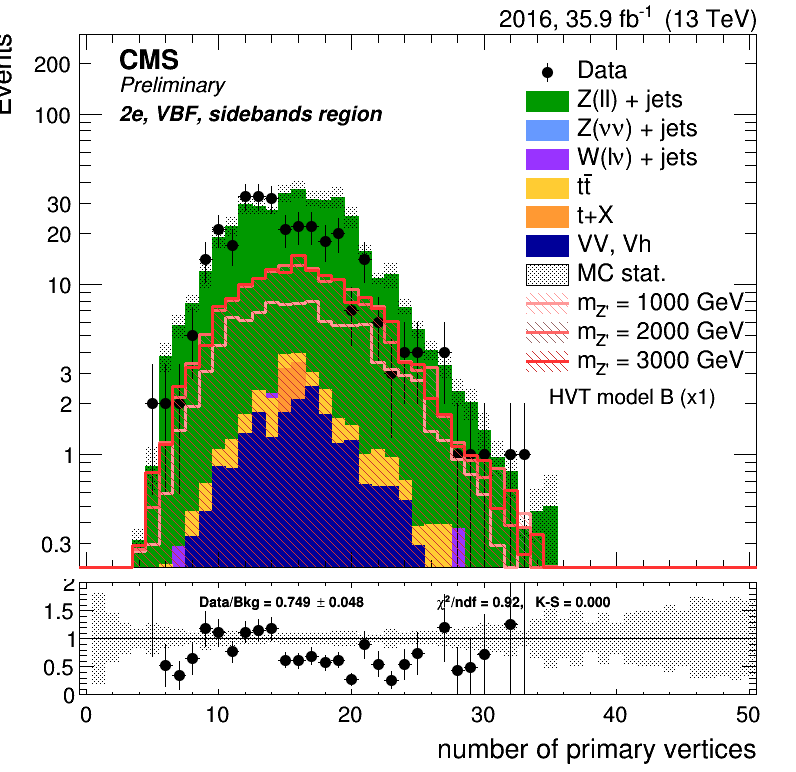 2016, 35.9 fb⁻¹ (13 TeV)
Events
CMS
Preliminary
2e, VBF, sidebands region
Data
Z(ll) + jets
Z(νν) + jets
W(lν) + jets
tt̄
t+X
VV, Vh
MC stat.
m_Z' = 1000 GeV
m_Z' = 2000 GeV
m_Z' = 3000 GeV
HVT model B (x1)
200
100
30
20
10
3
2
1
0.3
Data/Bkg = 0.749 ± 0.048 χ²/ndf = 0.92, K-S = 0.000
2
1.5
1
0.5
0
0 10 20 30 40 50
number of primary vertices